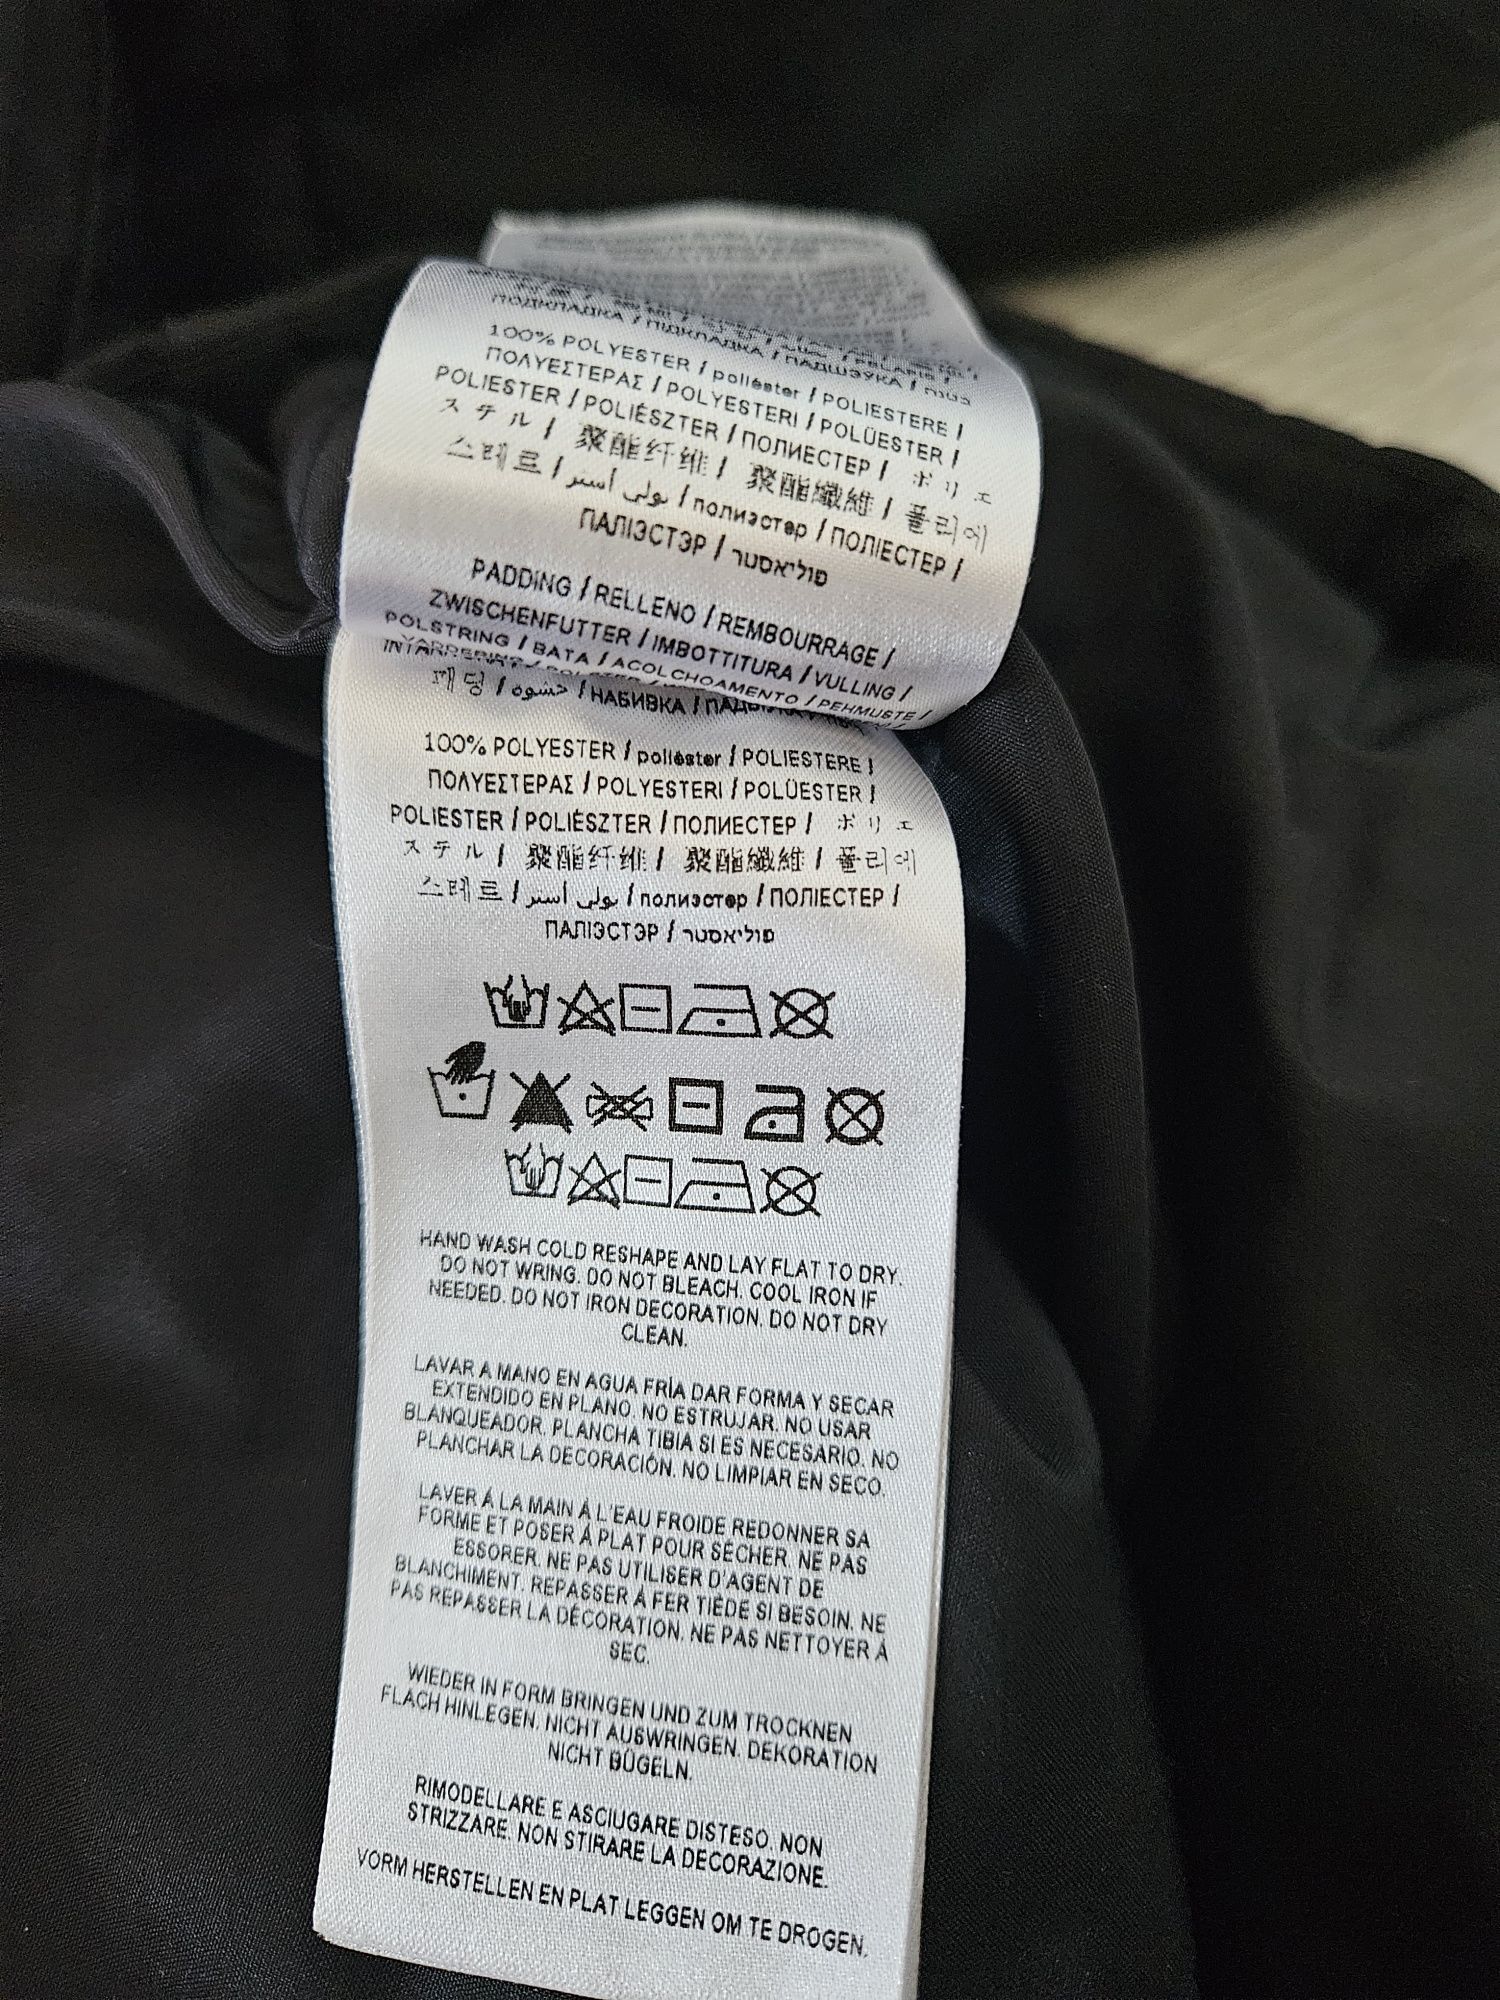 ПОДКЛАДКА / ПІДКЛАДКА / ПАДШЭЎКА / בטנה
100% POLYESTER / poliéster / POLIESTERE /
ΠΟΛΥΕΣΤΕΡΑΣ / POLYESTERI / POLÜESTER /
POLIESTER / POLIÉSZTER / ПОЛИЕСТЕР / ポリエ
ステル / 聚酯纤维 / 聚酯纖維 / 폴리에
스테르 / بولي أستر / полиэстер / ПОЛІЕСТЕР /
ПАЛІЭСТЭР / פוליאסטר
PADDING / RELLENO / REMBOURRAGE /
ZWISCHENFUTTER / IMBOTTITURA / VULLING /
POLSTRING / BATA / ACOLCHOAMENTO / PEHMUSTE /
패딩 / حشوه / НАБИВКА /
100% POLYESTER / poliéster / POLIESTERE /
ΠΟΛΥΕΣΤΕΡΑΣ / POLYESTERI / POLÜESTER /
POLIESTER / POLIÉSZTER / ПОЛИЕСТЕР / ポリエ
ステル / 聚酯纤维 / 聚酯纖維 / 폴리에
스테르 / بولي أستر / полиэстер / ПОЛІЕСТЕР /
ПАЛІЭСТЭР / פוליאסטר
HAND WASH COLD RESHAPE AND LAY FLAT TO DRY.
DO NOT WRING. DO NOT BLEACH. COOL IRON IF
NEEDED. DO NOT IRON DECORATION. DO NOT DRY
CLEAN.
LAVAR A MANO EN AGUA FRÍA DAR FORMA Y SECAR
EXTENDIDO EN PLANO. NO ESTRUJAR. NO USAR
BLANQUEADOR. PLANCHA TIBIA SI ES NECESARIO. NO
PLANCHAR LA DECORACIÓN. NO LIMPIAR EN SECO.
LAVER À LA MAIN À L'EAU FROIDE REDONNER SA
FORME ET POSER À PLAT POUR SÉCHER. NE PAS
ESSORER. NE PAS UTILISER D'AGENT DE
BLANCHIMENT. REPASSER À FER TIÈDE SI BESOIN. NE
PAS REPASSER LA DÉCORATION. NE PAS NETTOYER À
SEC.
WIEDER IN FORM BRINGEN UND ZUM TROCKNEN
FLACH HINLEGEN. NICHT AUSWRINGEN. DEKORATION
NICHT BÜGELN.
RIMODELLARE E ASCIUGARE DISTESO. NON
STRIZZARE. NON STIRARE LA DECORAZIONE.
VORM HERSTELLEN EN PLAT LEGGEN OM TE DROGEN.